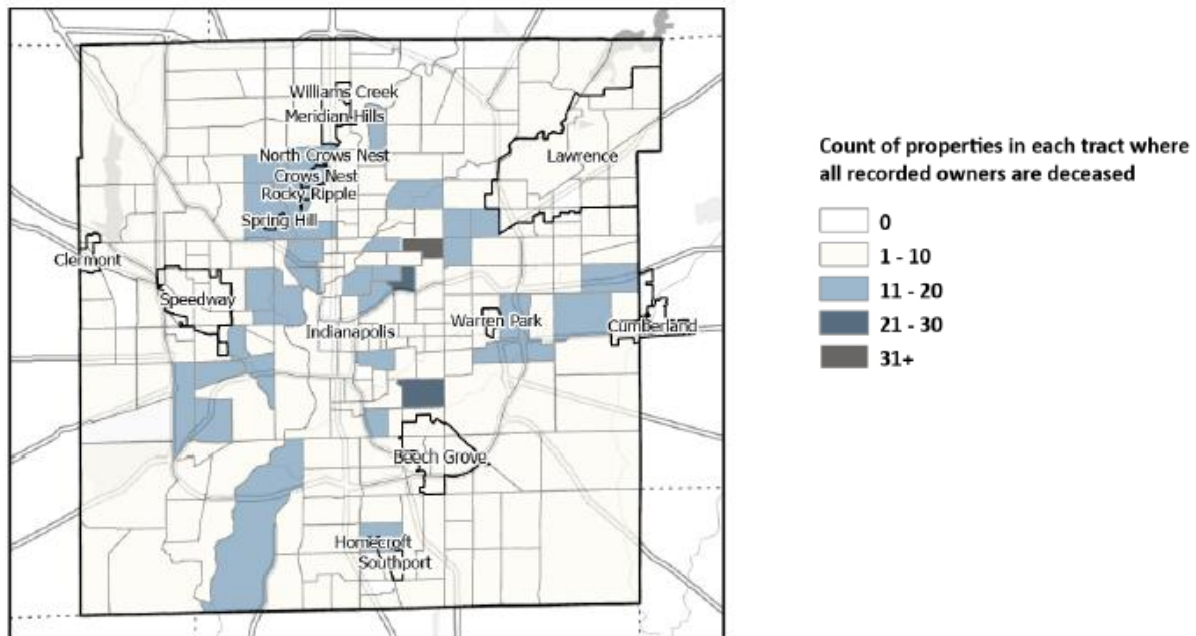 Williams Creek
Meridian Hills
North Crows Nest
Crows Nest
Rocky Ripple
Spring Hill
Lawrence
Clermont
Speedway
Indianapolis
Warren Park
Cumberland
Beech Grove
Homecroft
Southport
Count of properties in each tract where
all recorded owners are deceased
0
1 - 10
11 - 20
21 - 30
31+